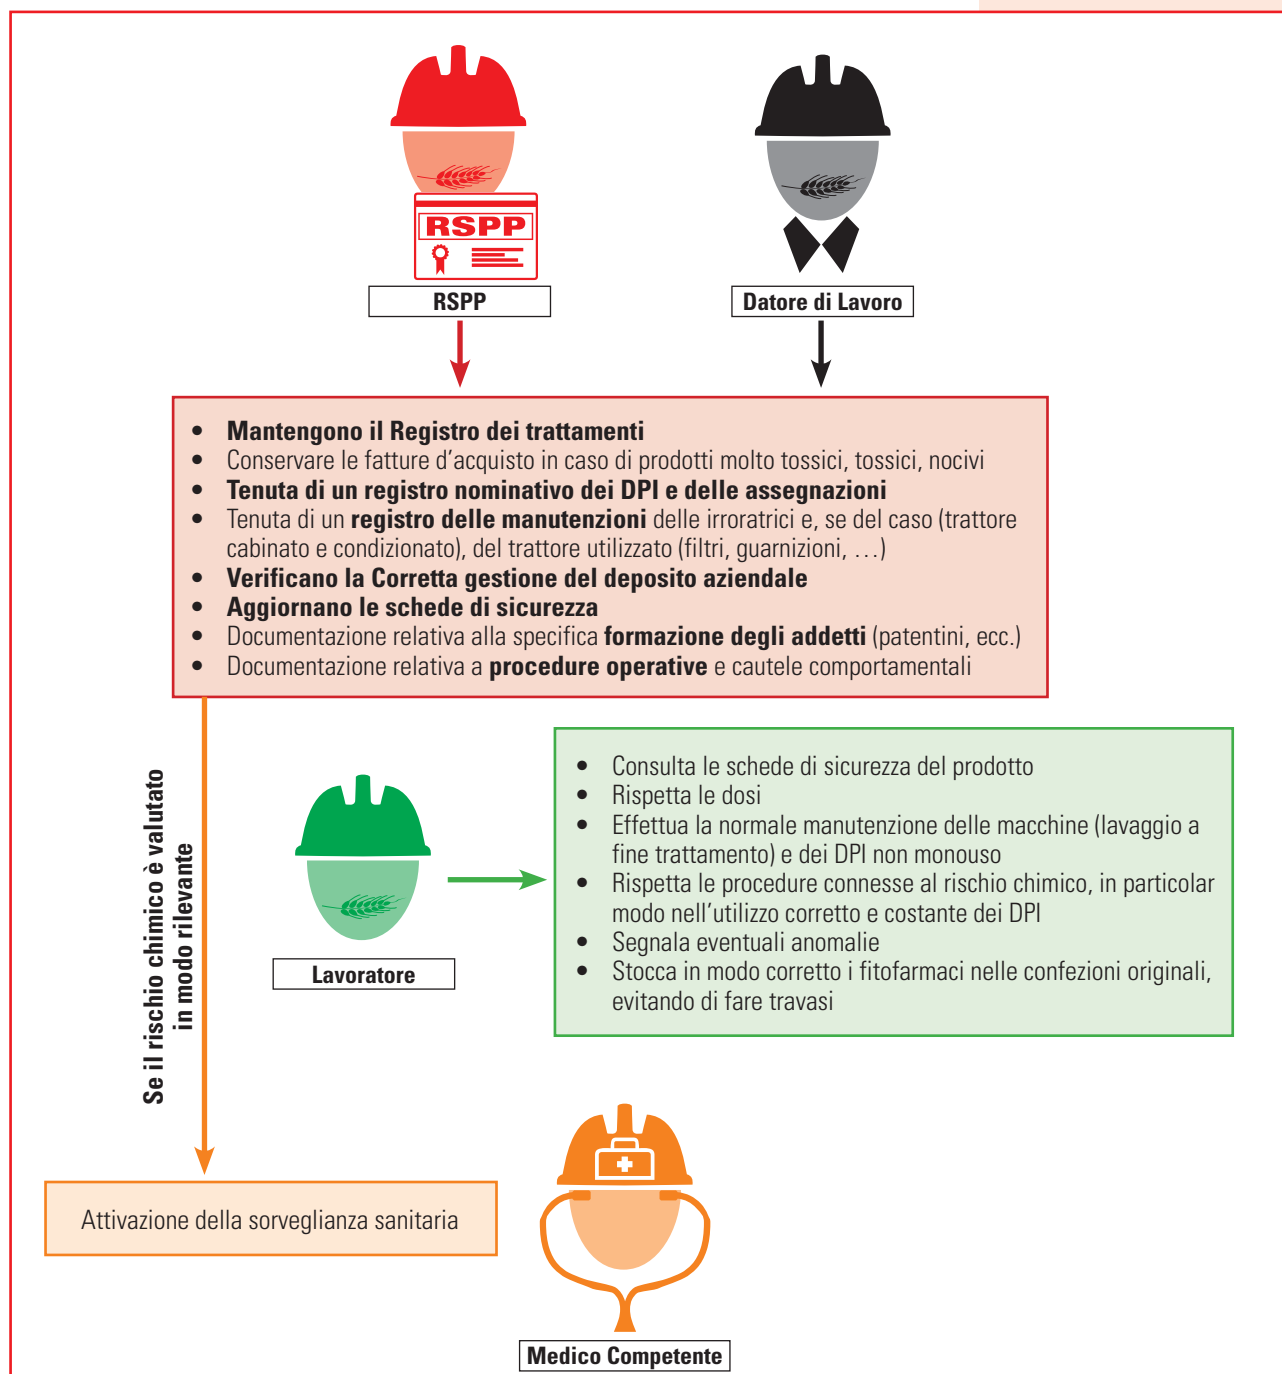 RSPP
RSPP
Datore di Lavoro
• Mantengono il Registro dei trattamenti
• Conservare le fatture d’acquisto in caso di prodotti molto tossici, tossici, nocivi
• Tenuta di un registro nominativo dei DPI e delle assegnazioni
• Tenuta di un registro delle manutenzioni delle irroratrici e, se del caso (trattore
cabinato e condizionato), del trattore utilizzato (filtri, guarnizioni, …)
• Verificano la Corretta gestione del deposito aziendale
• Aggiornano le schede di sicurezza
• Documentazione relativa alla specifica formazione degli addetti (patentini, ecc.)
• Documentazione relativa a procedure operative e cautele comportamentali
Se il rischio chimico è valutato
in modo rilevante
Lavoratore
• Consulta le schede di sicurezza del prodotto
• Rispetta le dosi
• Effettua la normale manutenzione delle macchine (lavaggio a
fine trattamento) e dei DPI non monouso
• Rispetta le procedure connesse al rischio chimico, in particolar
modo nell’utilizzo corretto e costante dei DPI
• Segnala eventuali anomalie
• Stocca in modo corretto i fitofarmaci nelle confezioni originali,
evitando di fare travasi
Attivazione della sorveglianza sanitaria
Medico Competente